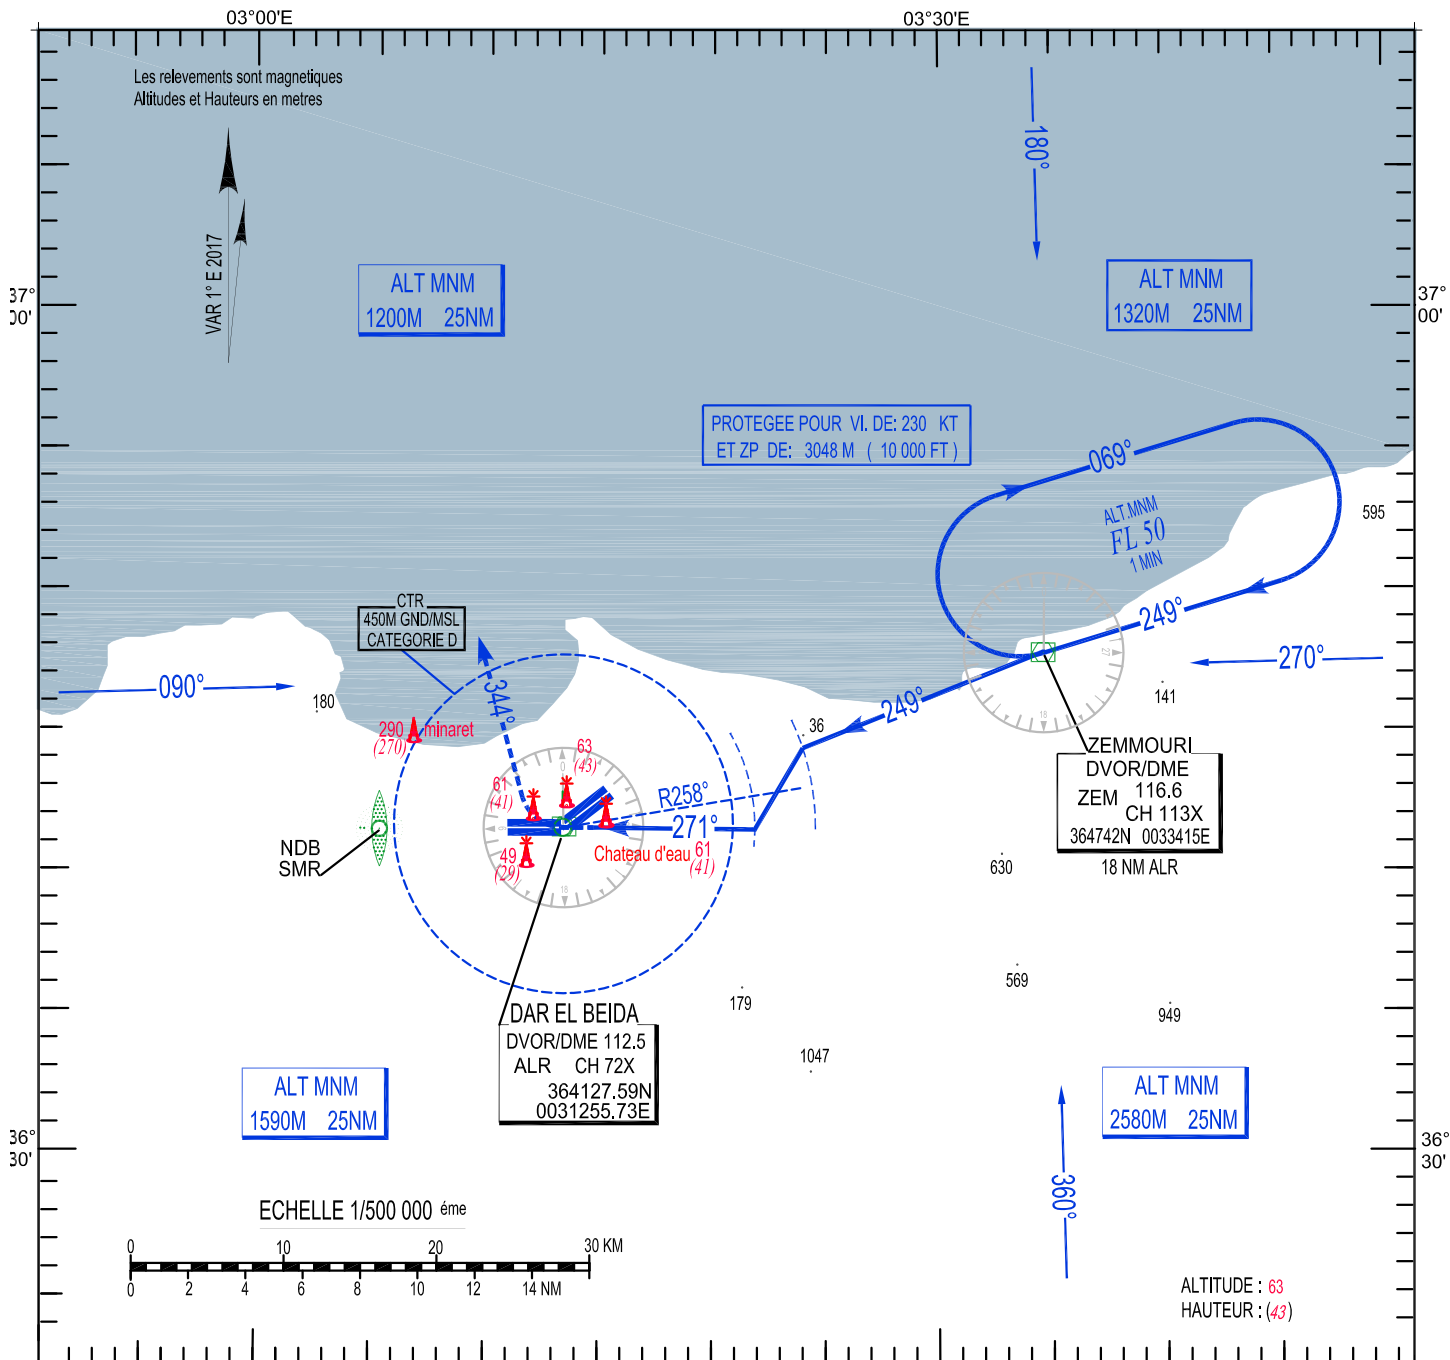 03°00'E
03°30'E
Les relevements sont magnetiques
Altitudes et Hauteurs en metres
VAR 1° E 2017
180°
ALT MNM
1200M 25NM
ALT MNM
1320M 25NM
37°
00'
37°
00'
PROTEGEE POUR VI. DE: 230 KT
ET ZP DE: 3048 M ( 10 000 FT )
069°
ALT.MNM
FL 50
1 MIN
595
CTR
450M GND/MSL
CATEGORIE D
249°
270°
090°
344°
249°
180
141
36
290
(270)
minaret
63
(43)
61
(41)
0
27
18
R258°
271°
ZEMMOURI
DVOR/DME
ZEM 116.6
CH 113X
364742N 0033415E
18 NM ALR
NDB
SMR
49
(29)
Chateau d'eau 61
(41)
18
630
569
179
949
1047
DAR EL BEIDA
DVOR/DME 112.5
ALR CH 72X
364127.59N
0031255.73E
ALT MNM
1590M 25NM
ALT MNM
2580M 25NM
36°
30'
36°
30'
360°
ECHELLE 1/500 000 éme
0 10 20 30 KM
0 2 4 6 8 10 12 14 NM
ALTITUDE : 63
HAUTEUR : (43)